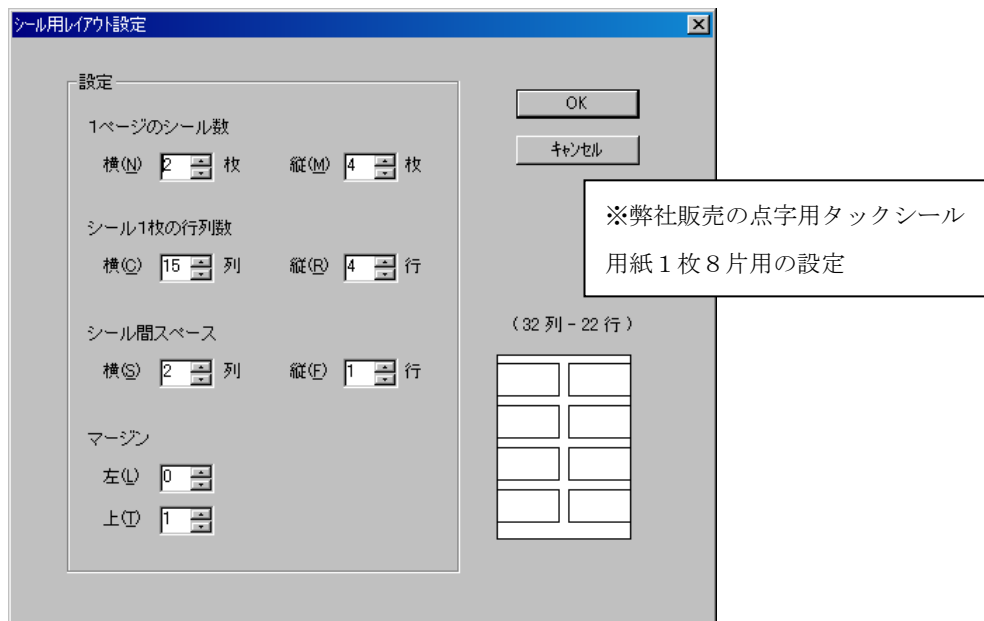 シール用レイアウト設定
設定
1ページのシール数
横(N) 2 枚 縦(M) 4 枚
シール1枚の行列数
横(C) 15 列 縦(R) 4 行
シール間スペース
横(S) 2 列 縦(F) 1 行
マージン
左(L) 0
上(T) 1
OK
キャンセル
※弊社販売の点字用タックシール
用紙1枚8片用の設定
(32列-22行)